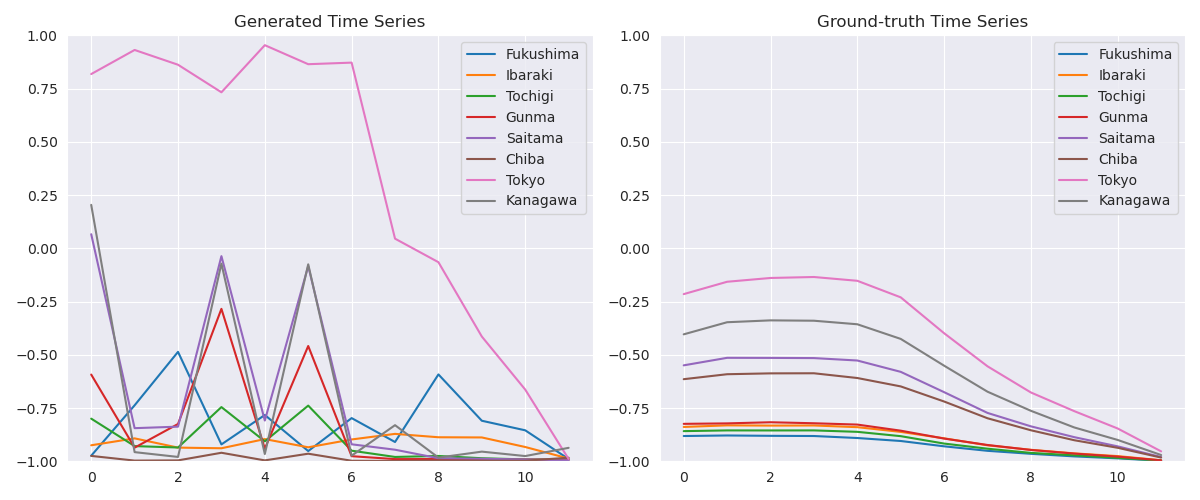 Generated Time Series
1.00
0.75
0.50
0.25
0.00
−0.25
−0.50
−0.75
−1.00
0 2 4 6 8 10
Fukushima
Ibaraki
Tochigi
Gunma
Saitama
Chiba
Tokyo
Kanagawa
Ground-truth Time Series
1.00
0.75
0.50
0.25
0.00
−0.25
−0.50
−0.75
−1.00
0 2 4 6 8 10
Fukushima
Ibaraki
Tochigi
Gunma
Saitama
Chiba
Tokyo
Kanagawa